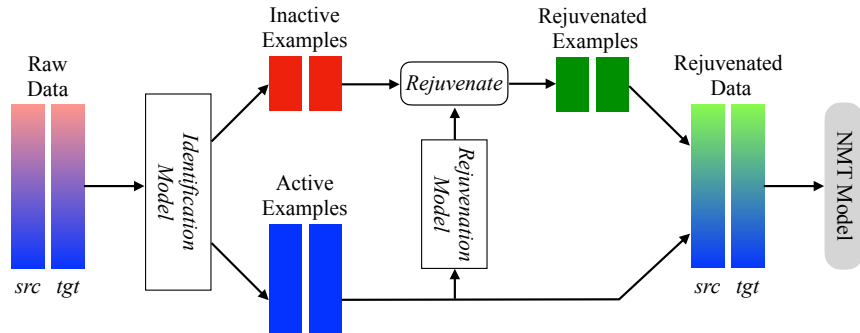 Raw
Data
src tgt
Identification
Model
Inactive
Examples
Active
Examples
Rejuvenate
Rejuvenation
Model
Rejuvenated
Examples
Rejuvenated
Data
src tgt
NMT Model